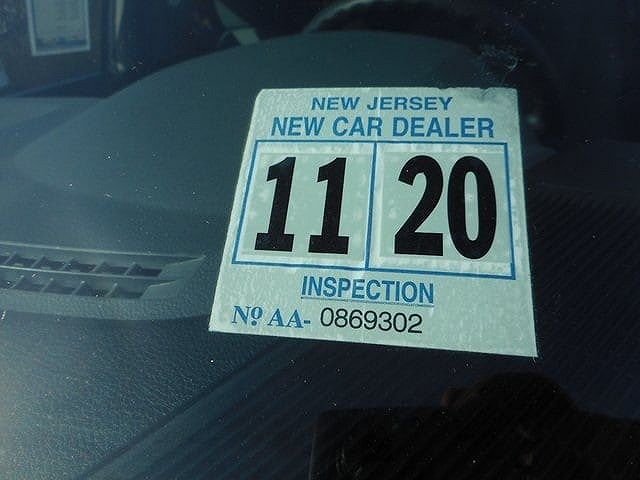 NEW JERSEY
NEW CAR DEALER
11 20
INSPECTION
Nº AA- 0869302